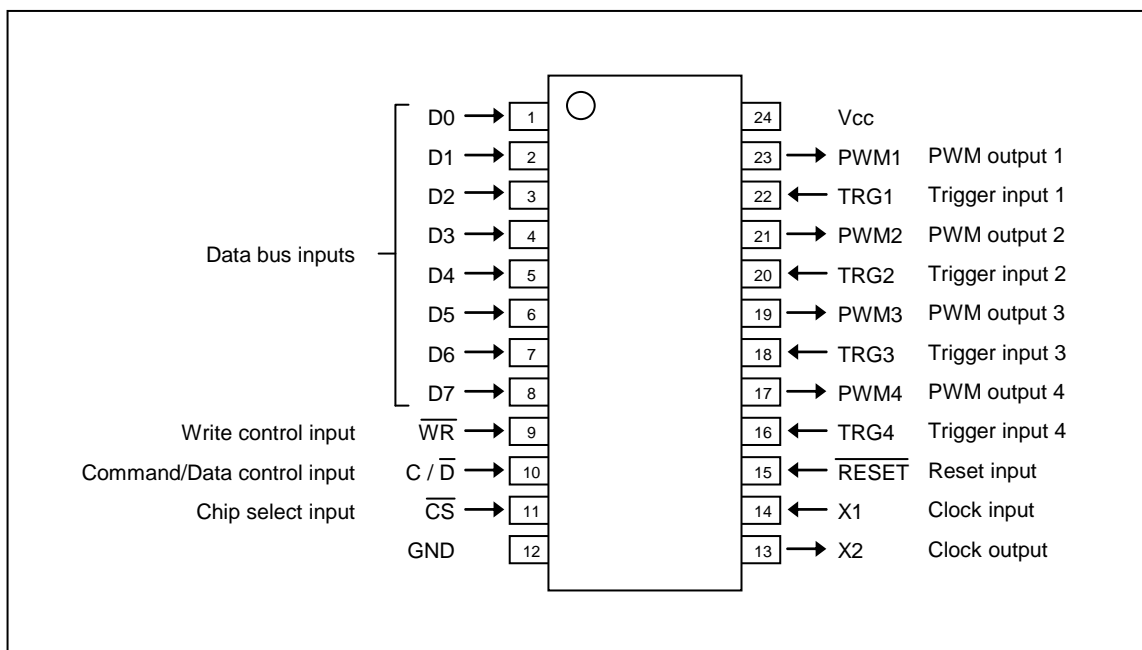 D0 1 24 Vcc
D1 2 23 PWM1 PWM output 1
D2 3 22 TRG1 Trigger input 1
D3 4 21 PWM2 PWM output 2
Data bus inputs
D4 5 20 TRG2 Trigger input 2
D5 6 19 PWM3 PWM output 3
D6 7 18 TRG3 Trigger input 3
D7 8 17 PWM4 PWM output 4
Write control input W̅R̅ 9 16 TRG4 Trigger input 4
Command/Data control input C / D̅ 10 15 R̅E̅S̅E̅T̅ Reset input
Chip select input C̅S̅ 11 14 X1 Clock input
GND 12 13 X2 Clock output